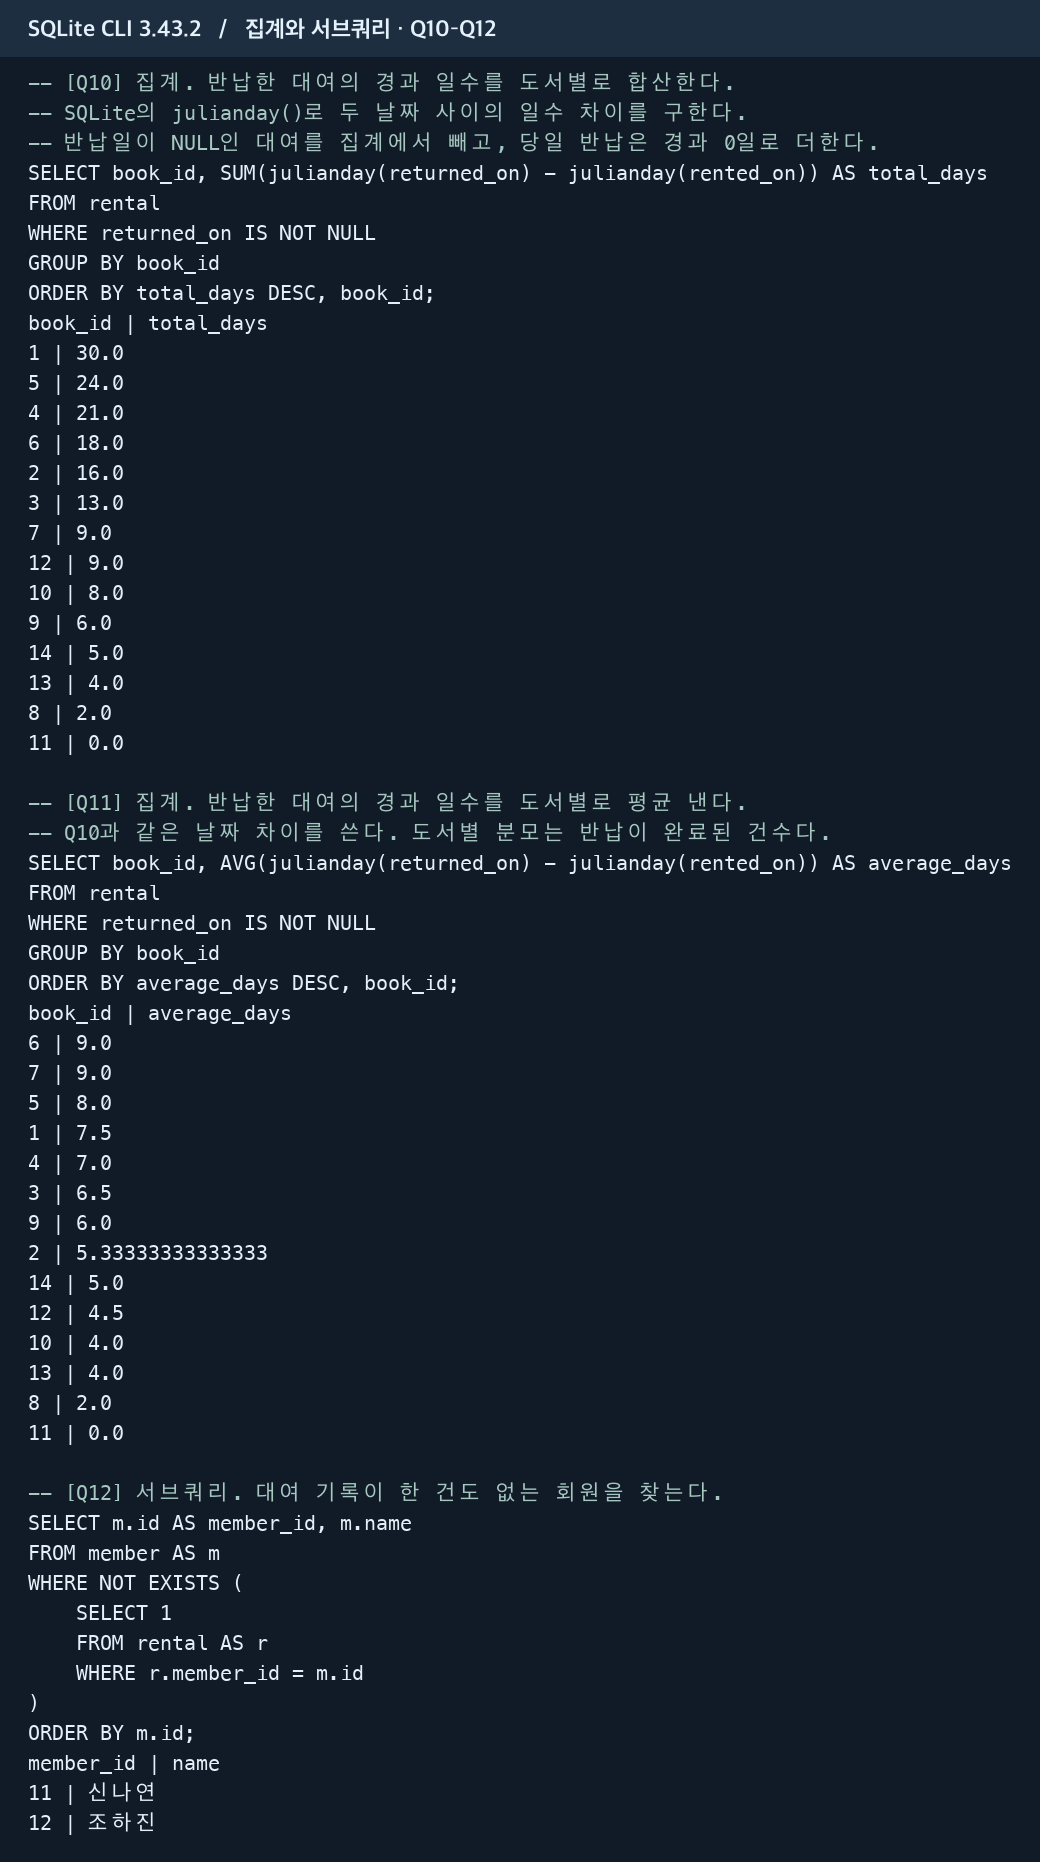 SQLite CLI 3.43.2 / 집계와 서브쿼리 · Q10-Q12
-- [Q10] 집계. 반납한 대여의 경과 일수를 도서별로 합산한다.
-- SQLite의 julianday()로 두 날짜 사이의 일수 차이를 구한다.
-- 반납일이 NULL인 대여를 집계에서 빼고, 당일 반납은 경과 0일로 더한다.
SELECT book_id, SUM(julianday(returned_on) - julianday(rented_on)) AS total_days
FROM rental
WHERE returned_on IS NOT NULL
GROUP BY book_id
ORDER BY total_days DESC, book_id;
book_id | total_days
1 | 30.0
5 | 24.0
4 | 21.0
6 | 18.0
2 | 16.0
3 | 13.0
7 | 9.0
12 | 9.0
10 | 8.0
9 | 6.0
14 | 5.0
13 | 4.0
8 | 2.0
11 | 0.0
-- [Q11] 집계. 반납한 대여의 경과 일수를 도서별로 평균 낸다.
-- Q10과 같은 날짜 차이를 쓴다. 도서별 분모는 반납이 완료된 건수다.
SELECT book_id, AVG(julianday(returned_on) - julianday(rented_on)) AS average_days
FROM rental
WHERE returned_on IS NOT NULL
GROUP BY book_id
ORDER BY average_days DESC, book_id;
book_id | average_days
6 | 9.0
7 | 9.0
5 | 8.0
1 | 7.5
4 | 7.0
3 | 6.5
9 | 6.0
2 | 5.33333333333333
14 | 5.0
12 | 4.5
10 | 4.0
13 | 4.0
8 | 2.0
11 | 0.0
-- [Q12] 서브쿼리. 대여 기록이 한 건도 없는 회원을 찾는다.
SELECT m.id AS member_id, m.name
FROM member AS m
WHERE NOT EXISTS (
    SELECT 1
    FROM rental AS r
    WHERE r.member_id = m.id
)
ORDER BY m.id;
member_id | name
11 | 신나연
12 | 조하진